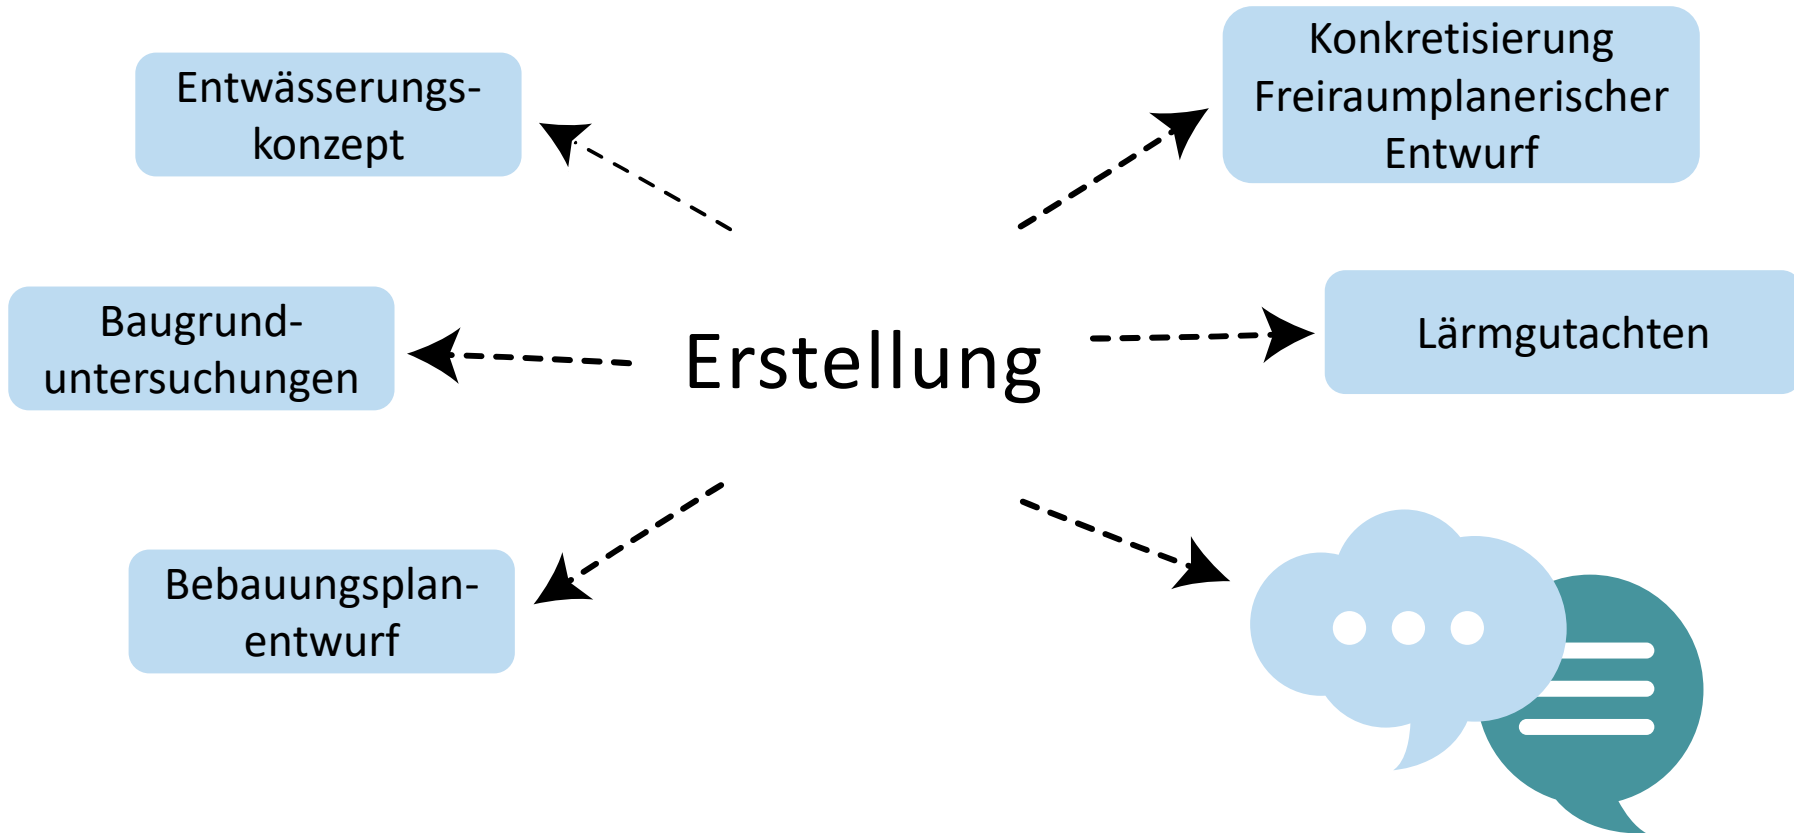 Entwässerungs-
konzept
Konkretisierung
Freiraumplanerischer
Entwurf
Baugrund-
untersuchungen
Erstellung
Lärmgutachten
Bebauungsplan-
entwurf